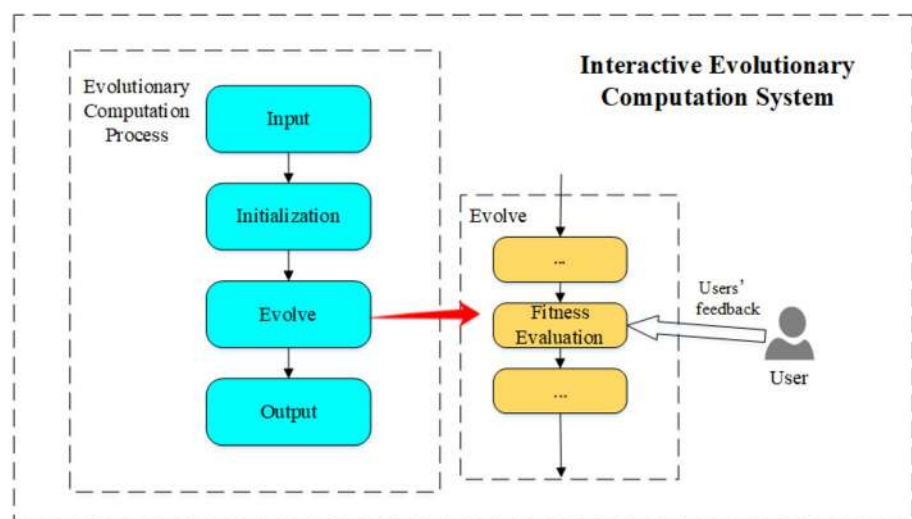 Interactive Evolutionary
Computation System
Evolutionary
Computation
Process
Input
Initialization
Evolve
Output
Evolve
...
Fitness
Evaluation
...
Users’
feedback
User